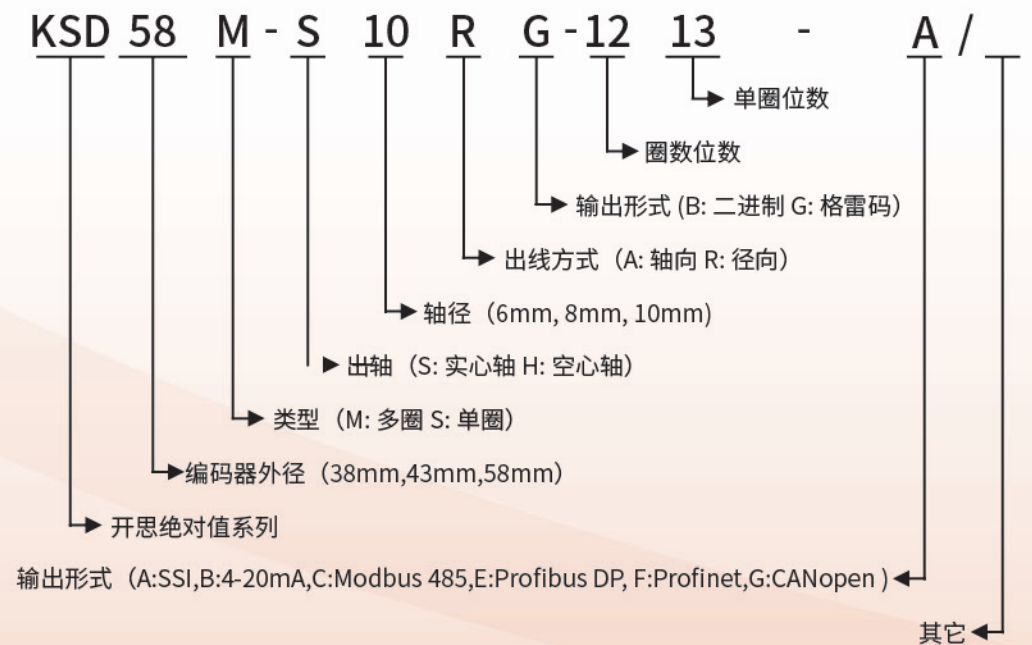 KSD 58 M - S 10 R G - 12 13 - A /
单圈位数
圈数位数
输出形式 (B: 二进制 G: 格雷码）
出线方式（A: 轴向 R: 径向）
轴径（6mm, 8mm, 10mm)
出轴（S: 实心轴 H: 空心轴）
类型（M: 多圈 S: 单圈）
编码器外径（38mm,43mm,58mm）
开思绝对值系列
输出形式（A:SSI,B:4-20mA,C:Modbus 485,E:Profibus DP, F:Profinet,G:CANopen )
其它